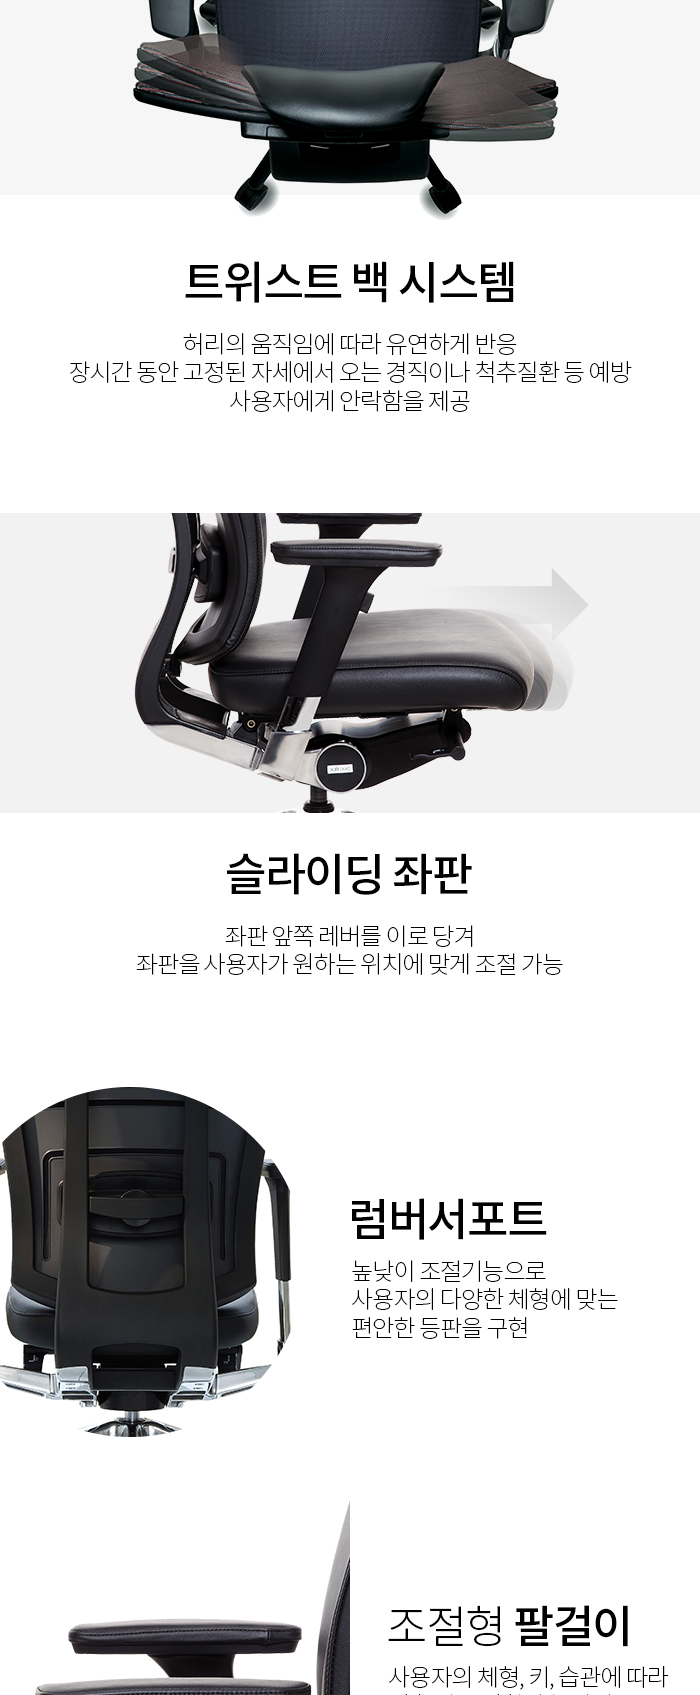 트위스트 백 시스템
허리의 움직임에 따라 유연하게 반응
장시간 동안 고정된 자세에서 오는 경직이나 척추질환 등 예방
사용자에게 안락함을 제공
슬라이딩 좌판
좌판 앞쪽 레버를 이로 당겨
좌판을 사용자가 원하는 위치에 맞게 조절 가능
럼버서포트
높낮이 조절기능으로
사용자의 다양한 체형에 맞는
편안한 등판을 구현
조절형 팔걸이
사용자의 체형, 키, 습관에 따라